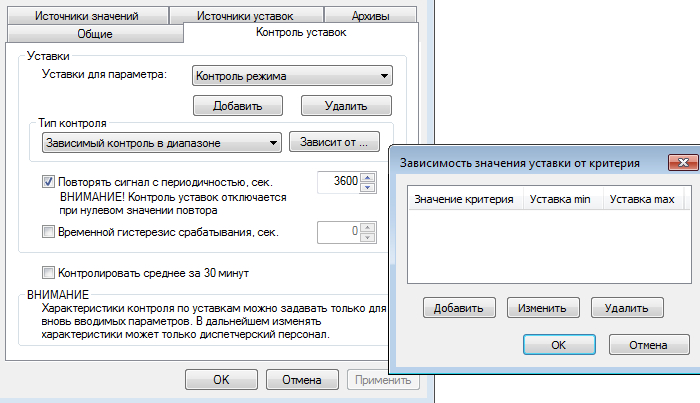 Источники значений
Источники уставок
Архивы
Общие
Контроль уставок
Уставки
Уставки для параметра:
Контроль режима
Добавить
Удалить
Тип контроля
Зависимый контроль в диапазоне
Зависит от ...
Повторять сигнал с периодичностью, сек.
3600
ВНИМАНИЕ! Контроль уставок отключается
при нулевом значении повтора
Временной гистерезис срабатывания, сек.
0
Контролировать среднее за 30 минут
ВНИМАНИЕ
Характеристики контроля по уставкам можно задавать только для
вновь вводимых параметров. В дальнейшем изменять
характеристики может только диспетчерский персонал.
OK
Отмена
Применить
Зависимость значения уставки от критерия
Значение критерия
Уставка min
Уставка max
Добавить
Изменить
Удалить
OK
Отмена